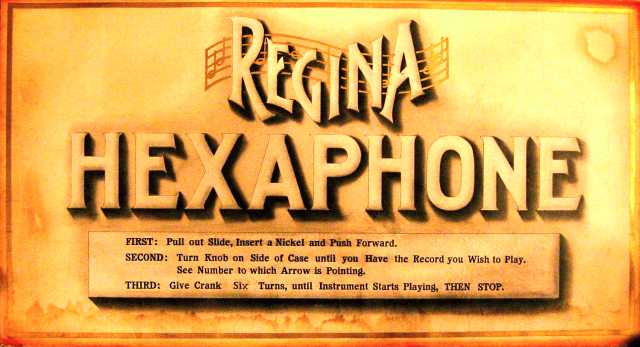 REGINA
HEXAPHONE
FIRST: Pull out Slide, Insert a Nickel and Push Forward.
SECOND: Turn Knob on Side of Case until you Have the Record you Wish to Play.
See Number to which Arrow is Pointing.
THIRD: Give Crank Six Turns, until Instrument Starts Playing, THEN STOP.